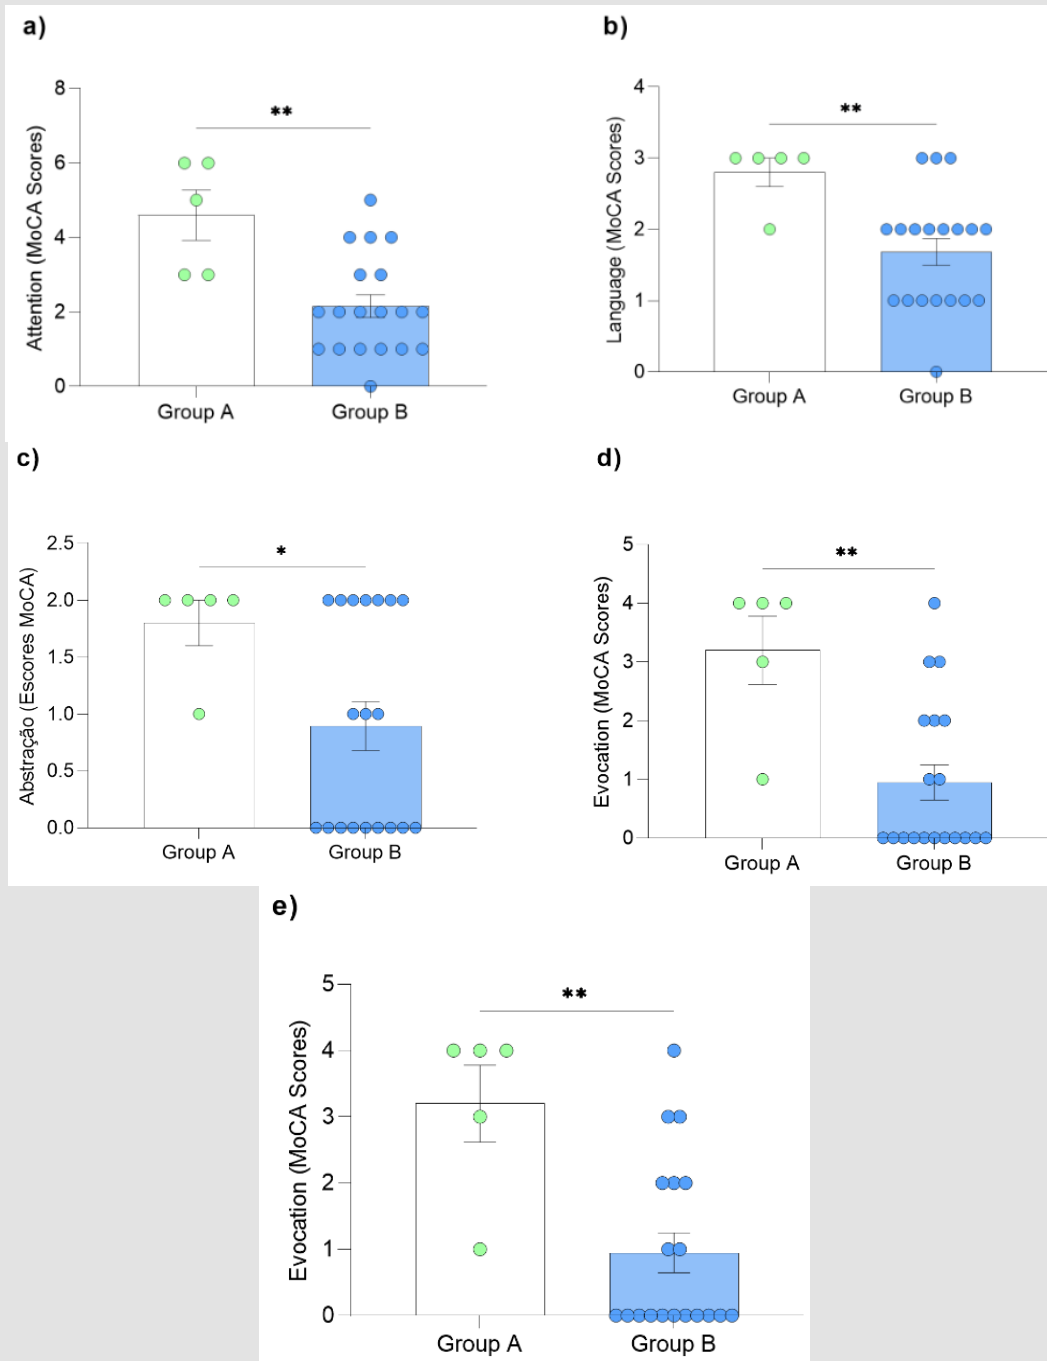 a)
Attention (MoCA Scores)
8
6
4
2
0
**
Group A
Group B
b)
Language (MoCA Scores)
4
3
2
1
0
**
Group A
Group B
c)
Abstração (Escores MoCA)
2.5
2.0
1.5
1.0
0.5
0.0
*
Group A
Group B
d)
Evocation (MoCA Scores)
5
4
3
2
1
0
**
Group A
Group B
e)
Evocation (MoCA Scores)
5
4
3
2
1
0
**
Group A
Group B